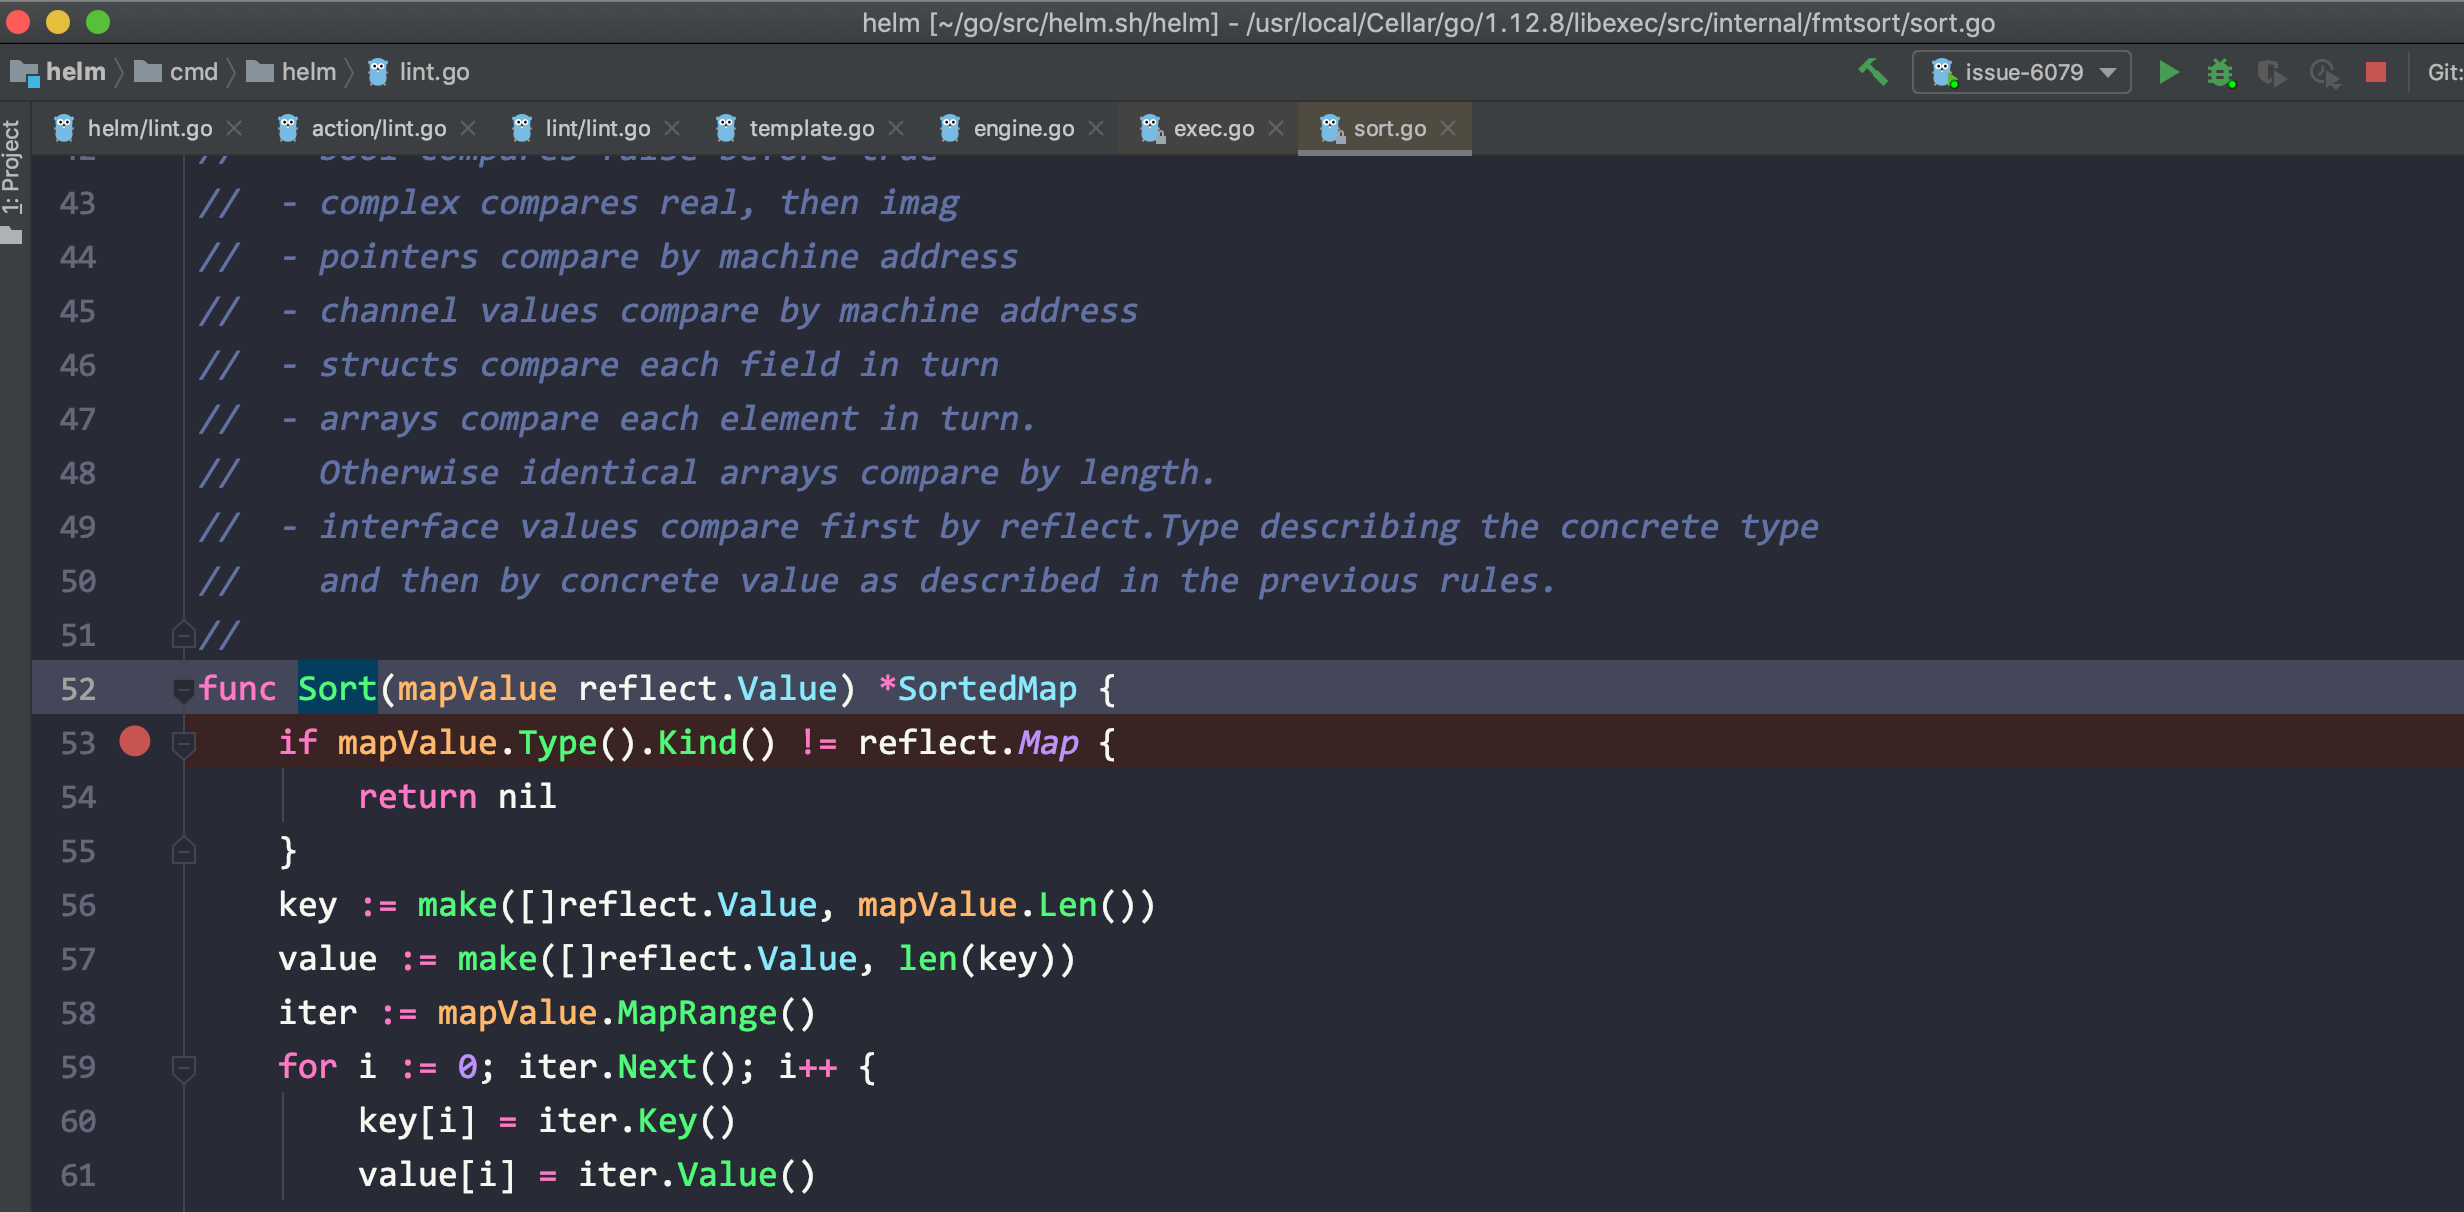 helm [~/go/src/helm.sh/helm] - /usr/local/Cellar/go/1.12.8/libexec/src/internal/fmtsort/sort.go
helm cmd helm lint.go issue-6079 Git:
1: Project
helm/lint.go action/lint.go lint/lint.go template.go engine.go exec.go sort.go
42 // bool compares false before true
43 // - complex compares real, then imag
44 // - pointers compare by machine address
45 // - channel values compare by machine address
46 // - structs compare each field in turn
47 // - arrays compare each element in turn.
48 // Otherwise identical arrays compare by length.
49 // - interface values compare first by reflect.Type describing the concrete type
50 // and then by concrete value as described in the previous rules.
51 //
52 func Sort(mapValue reflect.Value) *SortedMap {
53 if mapValue.Type().Kind() != reflect.Map {
54 return nil
55 }
56 key := make([]reflect.Value, mapValue.Len())
57 value := make([]reflect.Value, len(key))
58 iter := mapValue.MapRange()
59 for i := 0; iter.Next(); i++ {
60 key[i] = iter.Key()
61 value[i] = iter.Value()